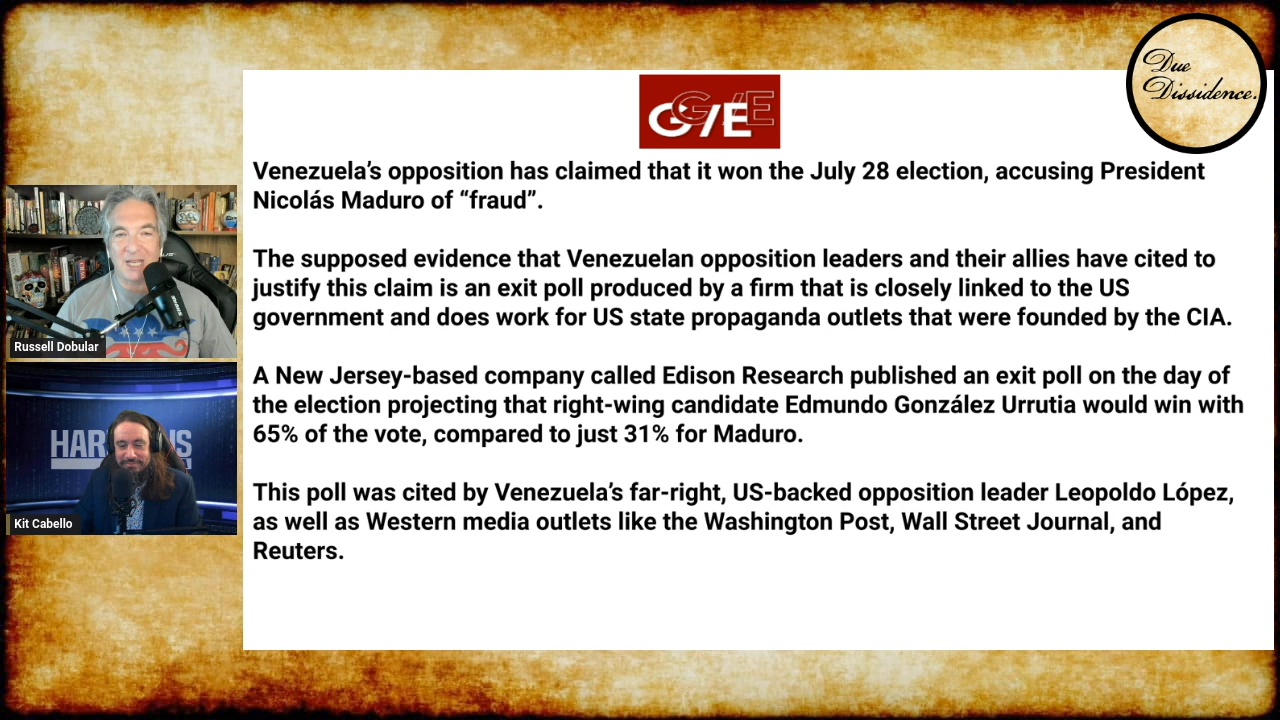 Due
Dissidence.
G/E
G/E
Venezuela’s opposition has claimed that it won the July 28 election, accusing President
Nicolás Maduro of “fraud”.
The supposed evidence that Venezuelan opposition leaders and their allies have cited to
justify this claim is an exit poll produced by a firm that is closely linked to the US
government and does work for US state propaganda outlets that were founded by the CIA.
A New Jersey-based company called Edison Research published an exit poll on the day of
the election projecting that right-wing candidate Edmundo González Urrutia would win with
65% of the vote, compared to just 31% for Maduro.
This poll was cited by Venezuela’s far-right, US-backed opposition leader Leopoldo López,
as well as Western media outlets like the Washington Post, Wall Street Journal, and
Reuters.
Russell Dobular
Kit Cabello